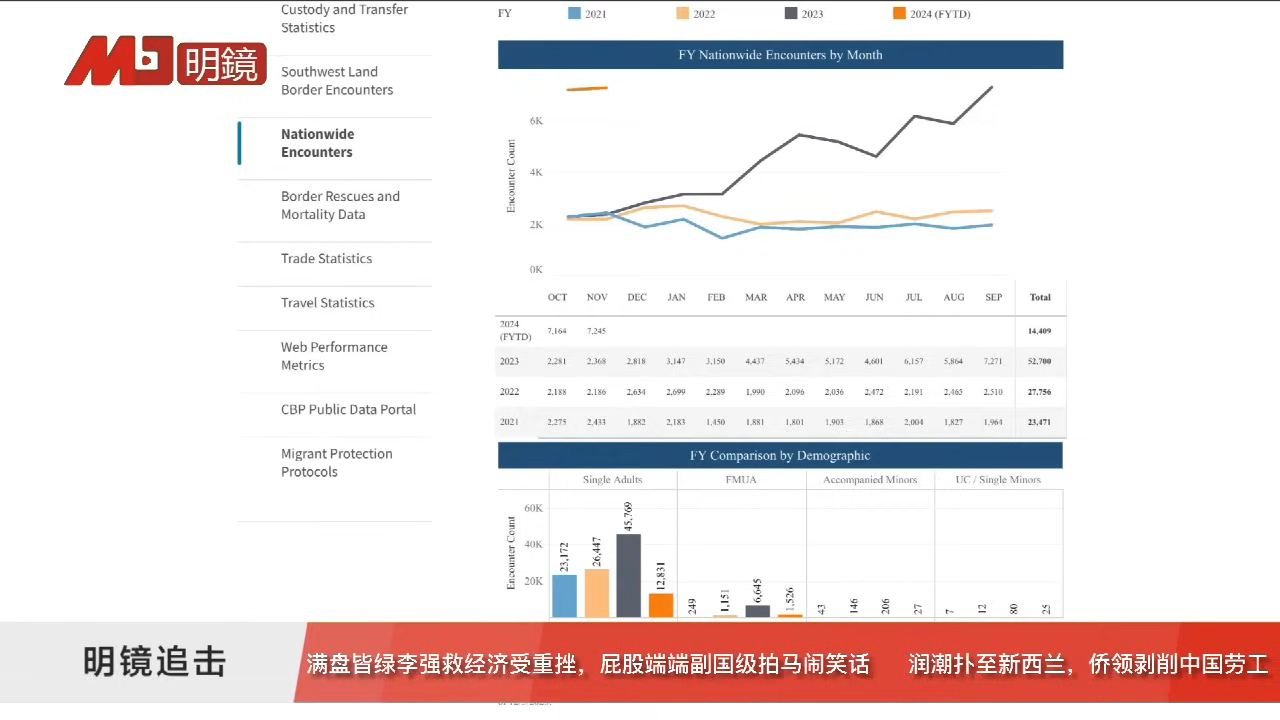 Custody and Transfer
Statistics
明鏡
Southwest Land
Border Encounters
Nationwide
Encounters
Border Rescues and
Mortality Data
Trade Statistics
Travel Statistics
Web Performance
Metrics
CBP Public Data Portal
Migrant Protection
Protocols
FY 2021 2022 2023 2024 (FYTD)
FY Nationwide Encounters by Month
Encounter Count
6K
4K
2K
0K
OCT NOV DEC JAN FEB MAR APR MAY JUN JUL AUG SEP Total
2024
(FYTD) 7,164 7,245 14,409
2023 2,281 2,368 2,818 3,147 3,150 4,437 5,434 5,172 4,601 6,157 5,864 7,271 52,700
2022 2,188 2,186 2,634 2,699 2,289 1,990 2,096 2,036 2,472 2,191 2,465 2,510 27,756
2021 2,275 2,433 1,882 2,183 1,450 1,881 1,801 1,903 1,868 2,004 1,827 1,964 23,471
FY Comparison by Demographic
Single Adults FMUA Accompanied Minors UC / Single Minors
Encounter Count
60K
40K
20K
23,172 26,447 45,769 12,831 249 1,151 6,645 1,526 43 146 206 27 7 12 80 25
明镜追击
满盘皆绿李强救经济受重挫，屁股端端副国级拍马闹笑话 润潮扑至新西兰，侨领剥削中国劳工